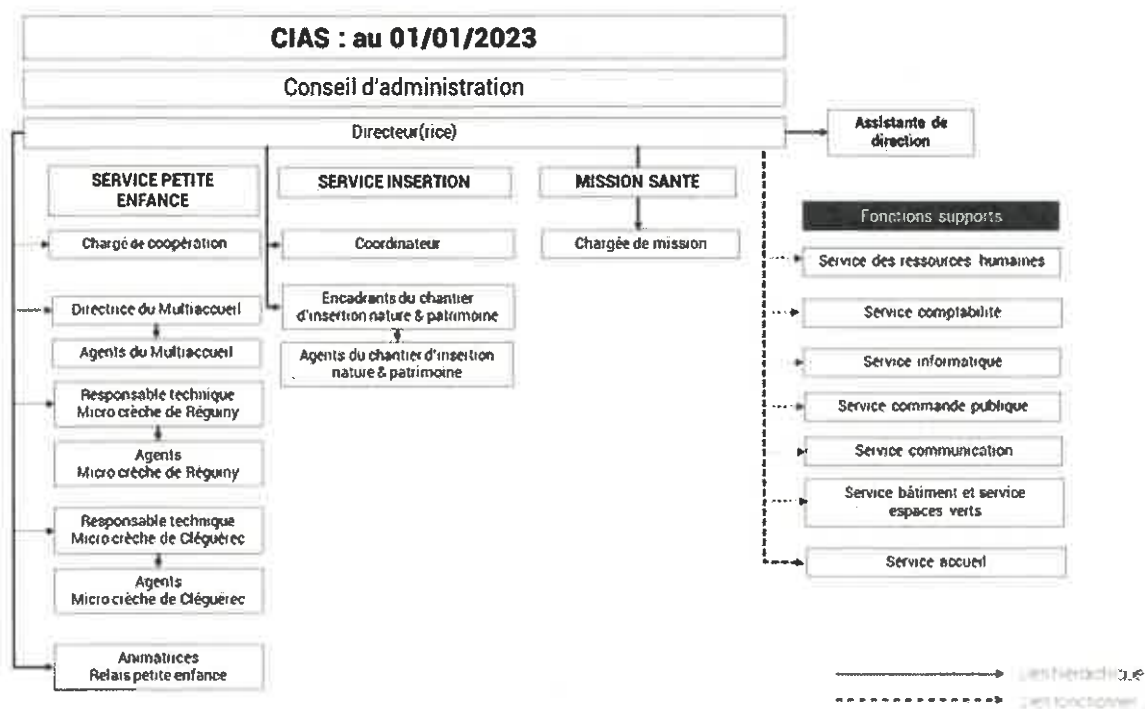 CIAS : au 01/01/2023
Conseil d'administration
Directeur(rice)
Assistante de
direction
SERVICE PETITE
ENFANCE
Chargé de coopération
Directrice du Multiaccueil
Agents du Multiaccueil
Responsable technique
Micro crèche de Réguiny
Agents
Micro crèche de Réguiny
Responsable technique
Micro crèche de Cléguérec
Agents
Micro crèche de Cléguérec
Animatrices
Relais petite enfance
SERVICE INSERTION
Coordinateur
Encadrants du chantier
d'insertion nature & patrimoine
Agents du chantier d'insertion
nature & patrimoine
MISSION SANTE
Chargée de mission
Fonctions supports
Service des ressources humaines
Service comptabilité
Service informatique
Service commande publique
Service communication
Service bâtiment et service
espaces verts
Service accueil
Lien hiérarchique
Lien fonctionnel